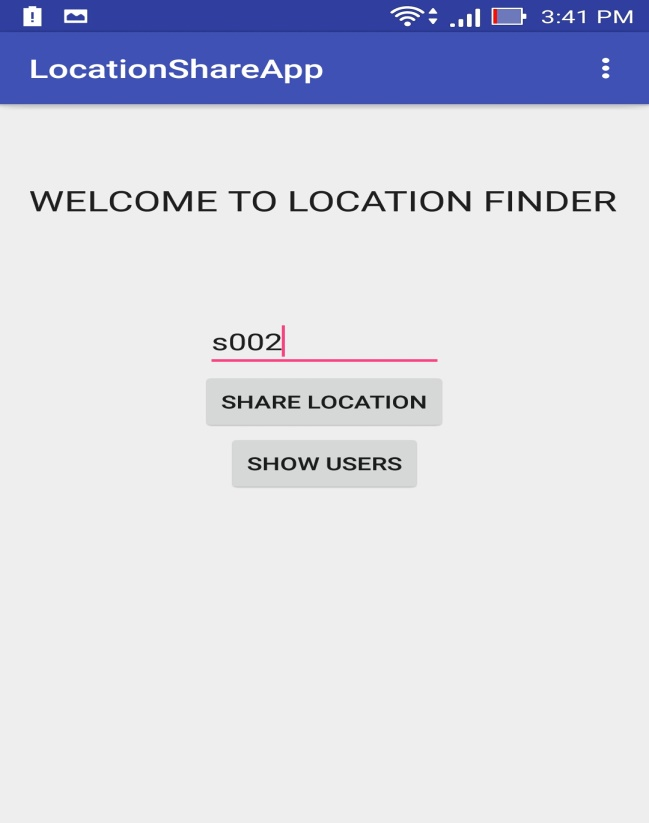 3:41 PM
LocationShareApp
WELCOME TO LOCATION FINDER
s002
SHARE LOCATION
SHOW USERS